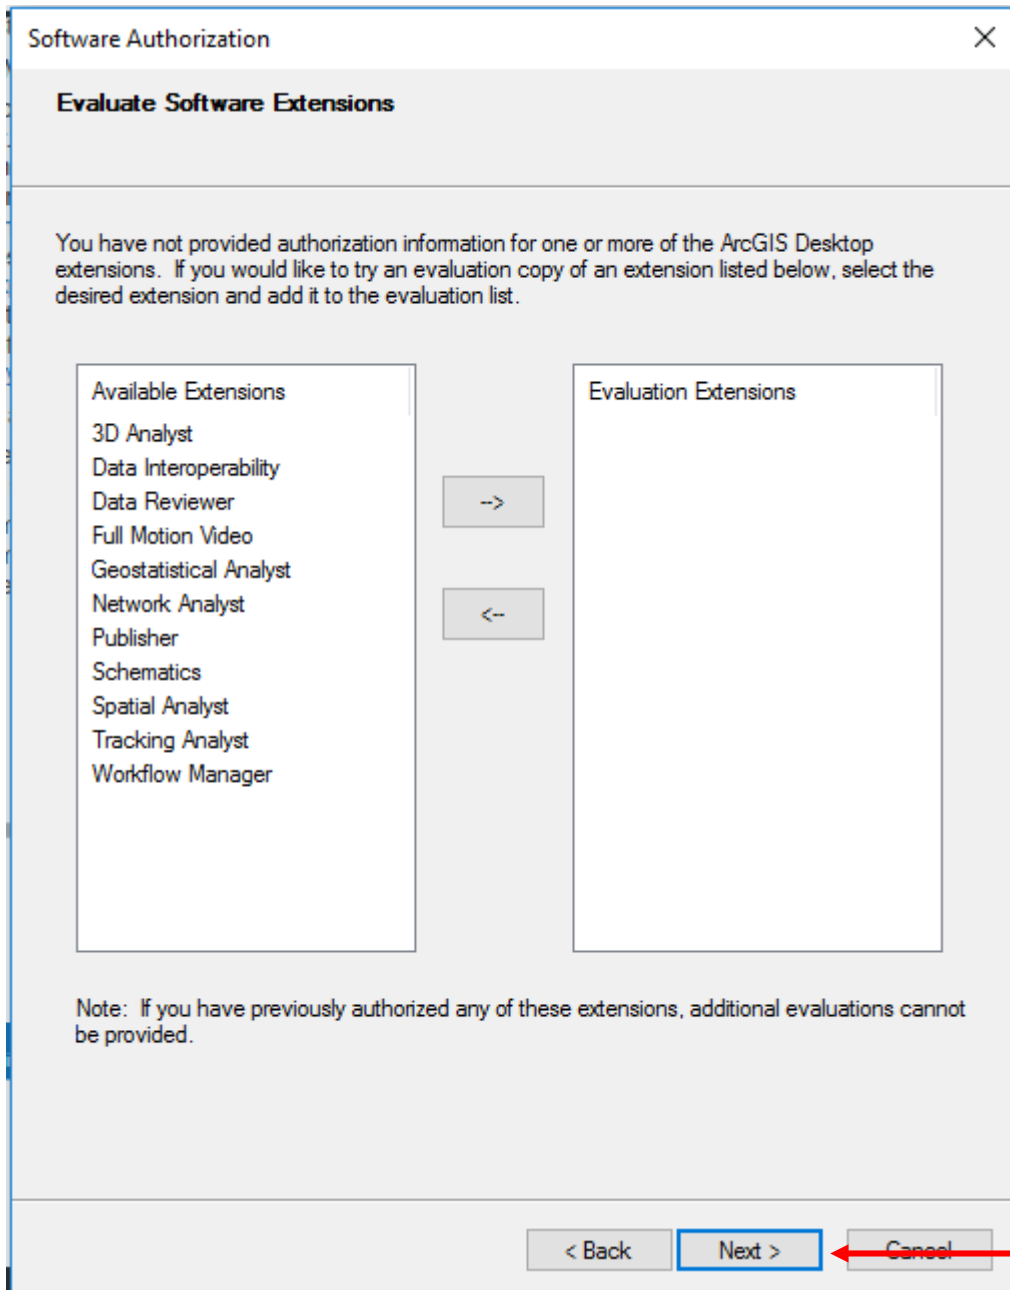 Software Authorization
Evaluate Software Extensions
You have not provided authorization information for one or more of the ArcGIS Desktop
extensions.  If you would like to try an evaluation copy of an extension listed below, select the
desired extension and add it to the evaluation list.
Available Extensions
3D Analyst
Data Interoperability
Data Reviewer
Full Motion Video
Geostatistical Analyst
Network Analyst
Publisher
Schematics
Spatial Analyst
Tracking Analyst
Workflow Manager
-->
<--
Evaluation Extensions
Note:  If you have previously authorized any of these extensions, additional evaluations cannot
be provided.
< Back
Next >
Cancel